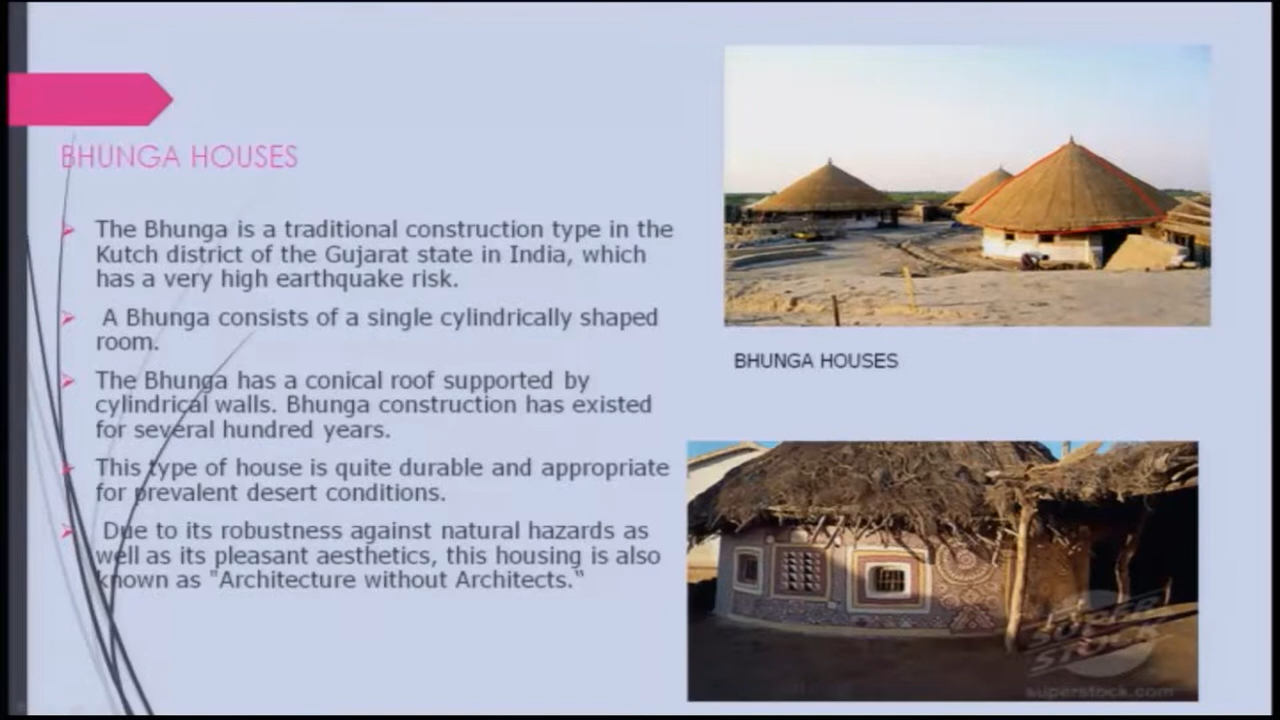 BHUNGA HOUSES
The Bhunga is a traditional construction type in the
Kutch district of the Gujarat state in India, which
has a very high earthquake risk.
A Bhunga consists of a single cylindrically shaped
room.
The Bhunga has a conical roof supported by
cylindrical walls. Bhunga construction has existed
for several hundred years.
This type of house is quite durable and appropriate
for prevalent desert conditions.
Due to its robustness against natural hazards as
well as its pleasant aesthetics, this housing is also
known as "Architecture without Architects."
BHUNGA HOUSES
SUPER
STOCK
superstock.com